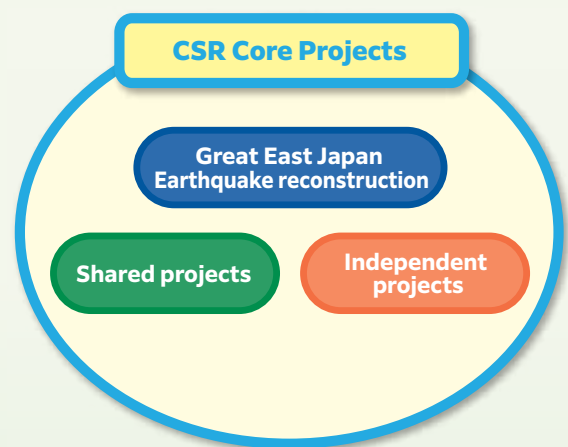 CSR Core Projects
Great East Japan
Earthquake reconstruction
Shared projects
Independent
projects